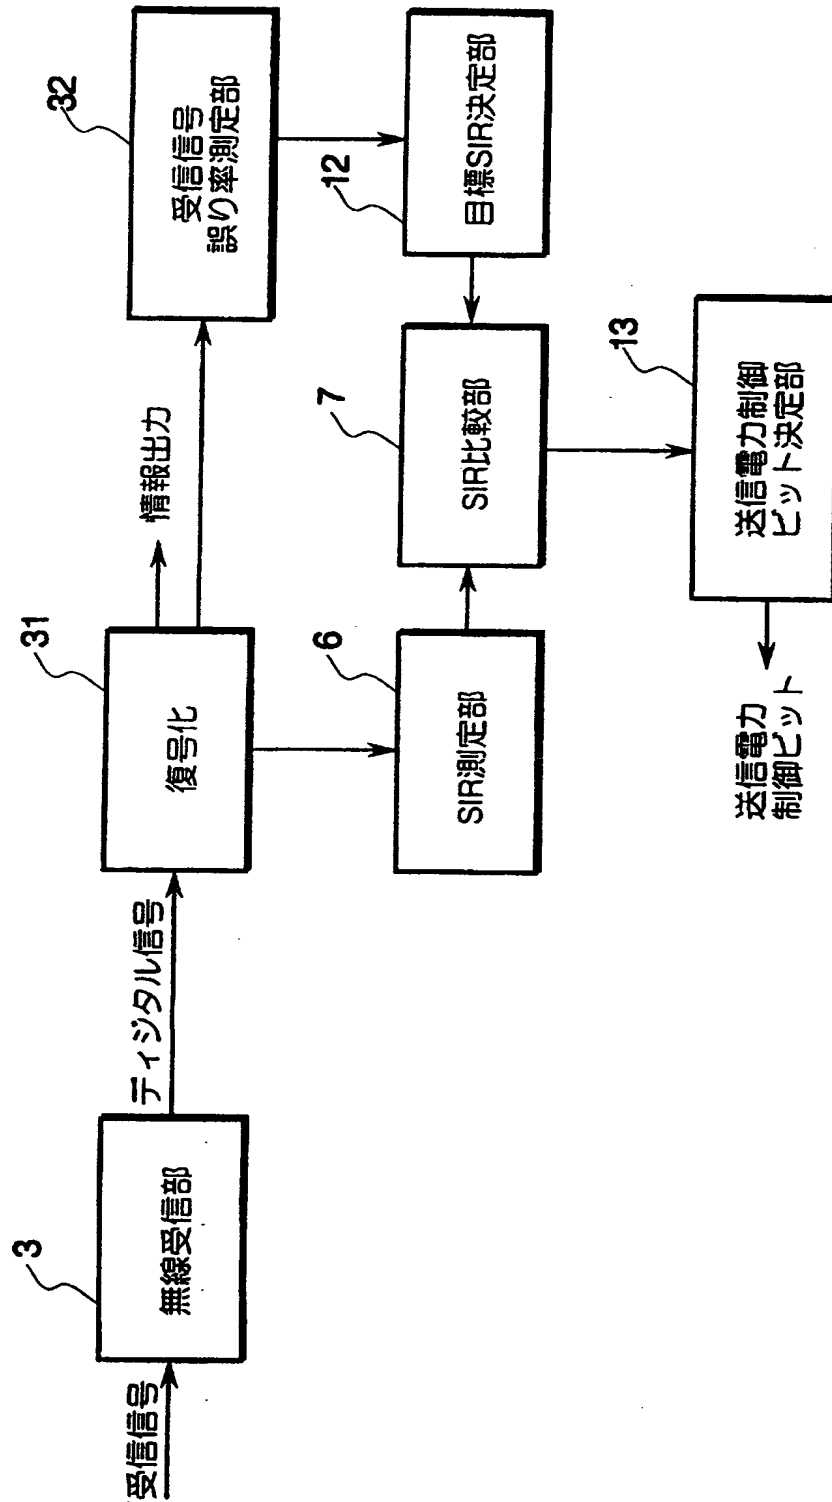 受信信号
3
無線受信部
ディジタル信号
31
復号化
情報出力
32
受信信号
誤り率測定部
6
SIR測定部
7
SIR比較部
12
目標SIR決定部
13
送信電力制御
ビット決定部
送信電力
制御ビット